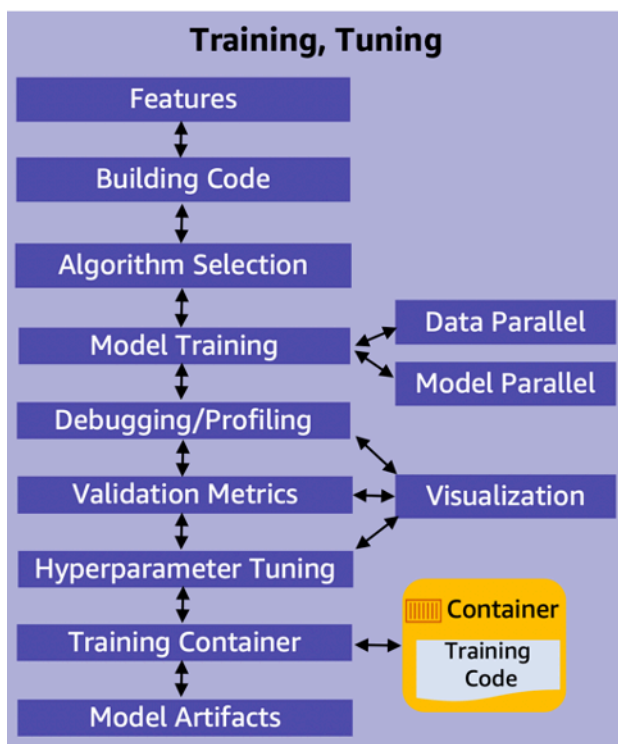 Training, Tuning
Features
Building Code
Algorithm Selection
Model Training
Data Parallel
Model Parallel
Debugging/Profiling
Validation Metrics
Visualization
Hyperparameter Tuning
Training Container
Container
Training
Code
Model Artifacts